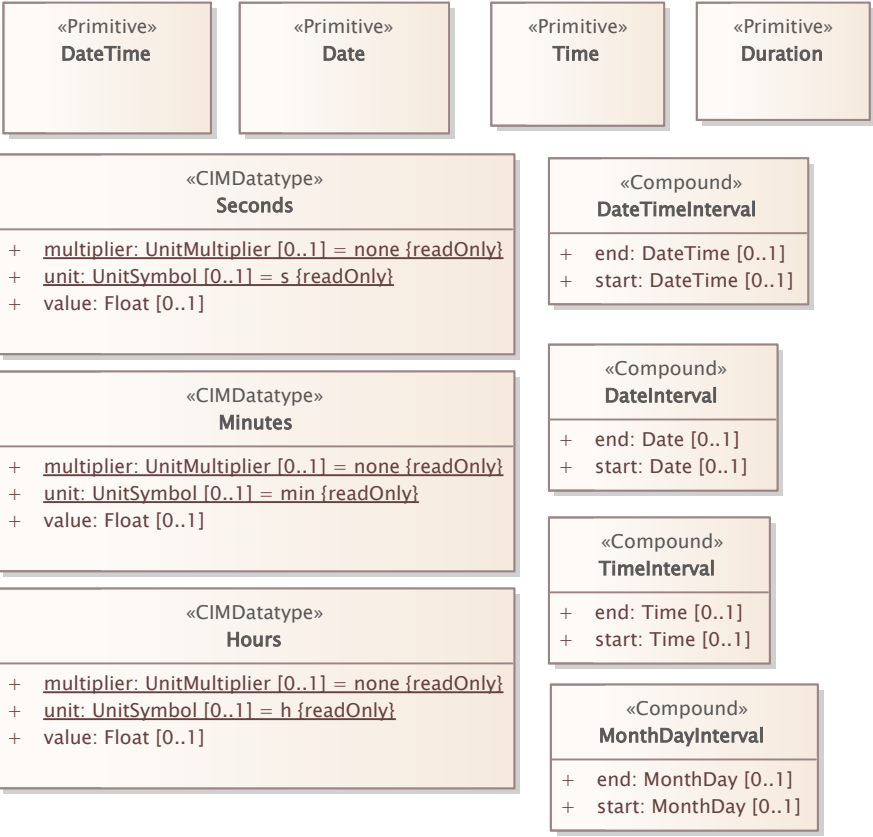 «Primitive»
DateTime
«Primitive»
Date
«Primitive»
Time
«Primitive»
Duration
«CIMDatatype»
Seconds
+ multiplier: UnitMultiplier [0..1] = none {readOnly}
+ unit: UnitSymbol [0..1] = s {readOnly}
+ value: Float [0..1]
«Compound»
DateTimeInterval
+ end: DateTime [0..1]
+ start: DateTime [0..1]
«CIMDatatype»
Minutes
+ multiplier: UnitMultiplier [0..1] = none {readOnly}
+ unit: UnitSymbol [0..1] = min {readOnly}
+ value: Float [0..1]
«Compound»
DateInterval
+ end: Date [0..1]
+ start: Date [0..1]
«Compound»
TimeInterval
+ end: Time [0..1]
+ start: Time [0..1]
«CIMDatatype»
Hours
+ multiplier: UnitMultiplier [0..1] = none {readOnly}
+ unit: UnitSymbol [0..1] = h {readOnly}
+ value: Float [0..1]
«Compound»
MonthDayInterval
+ end: MonthDay [0..1]
+ start: MonthDay [0..1]